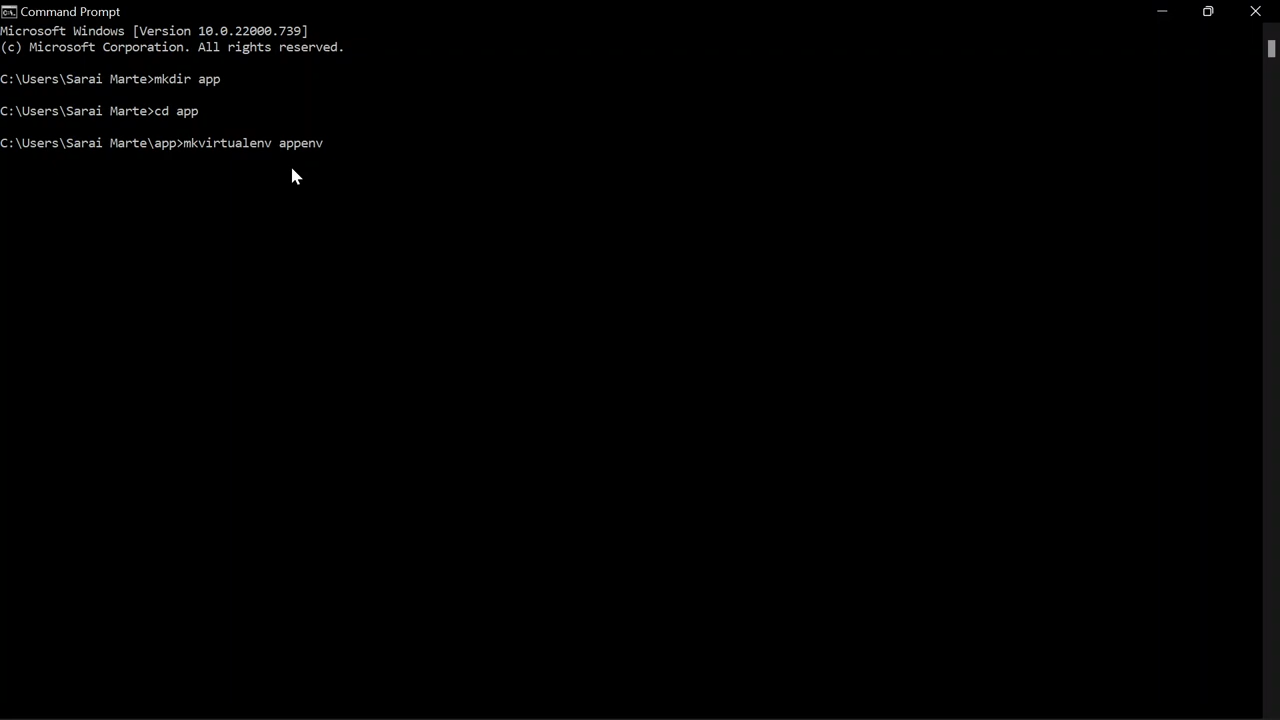 Command Prompt
Microsoft Windows [Version 10.0.22000.739]
(c) Microsoft Corporation. All rights reserved.
C:\Users\Sarai Marte>mkdir app
C:\Users\Sarai Marte>cd app
C:\Users\Sarai Marte\app>mkvirtualenv appenv